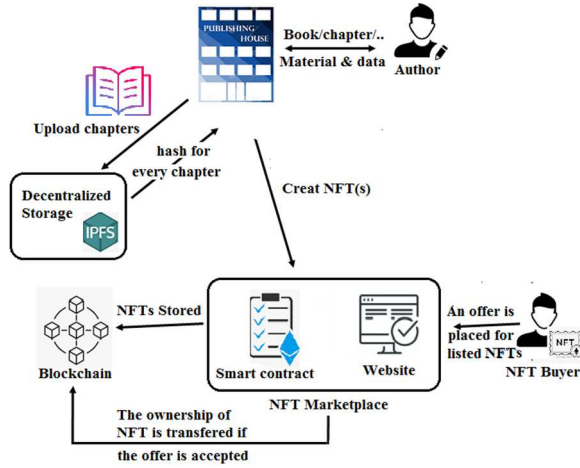 PUBLISHING
HOUSE
Book/chapter/..
Material & data
Author
Upload chapters
hash for
every chapter
Decentralized
Storage
IPFS
Creat NFT(s)
NFTs Stored
Blockchain
Smart contract
Website
An offer is
placed for
listed NFTs
NFT
NFT Buyer
NFT Marketplace
The ownership of
NFT is transfered if
the offer is accepted